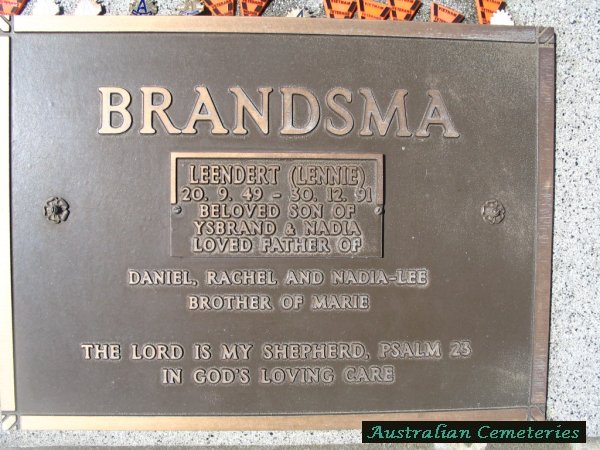 BRANDSMA
LEENDERT (LENNIE)
20. 9. 49 - 30. 12. 91
BELOVED SON OF
YSBRAND & NADIA
LOVED FATHER OF
DANIEL, RACHEL AND NADIA-LEE
BROTHER OF MARIE
THE LORD IS MY SHEPHERD, PSALM 23
IN GOD'S LOVING CARE
Australian Cemeteries